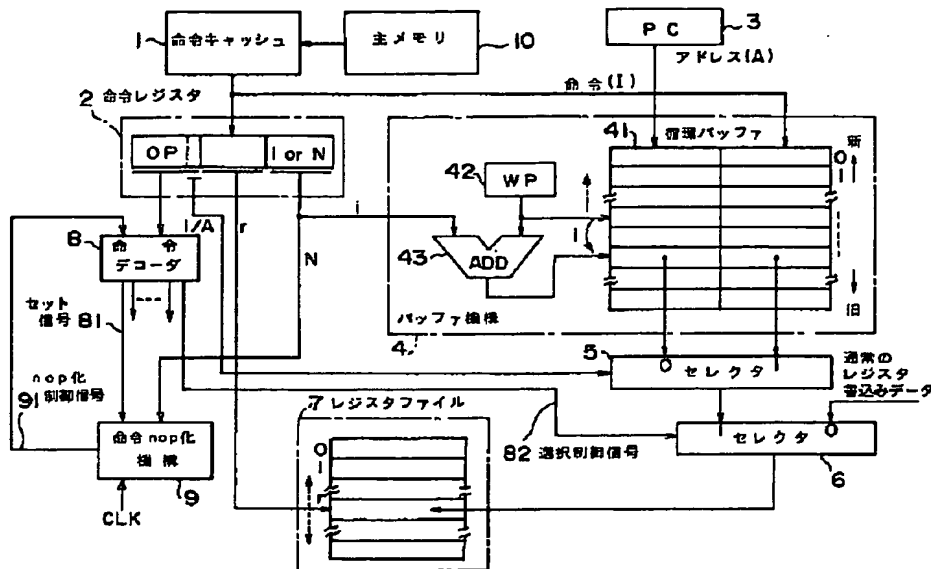 1
命令キャッシュ
主メモリ
10
PC
3
アドレス(A)
命令(I)
2 命令レジスタ
OP
I or N
41
循環バッファ
0
1
新
旧
42
WP
i
I/A
r
N
43
ADD
バッファ機構
4
8
命令
デコーダ
セット
信号 81
nop化
制御信号
91
命令nop化
機構
9
CLK
7 レジスタファイル
0
1
r
5
0 セレクタ 1
通常の
レジスタ
書込みデータ
82 選択制御信号
1 セレクタ 0
6